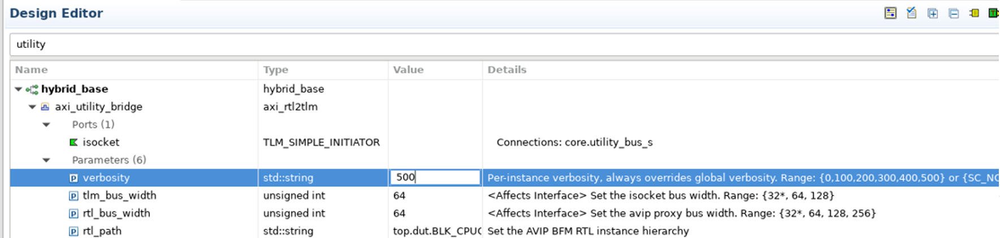 Design Editor
utility
Name Type Value Details
hybrid_base hybrid_base
axi_utility_bridge axi_rtl2tlm
Ports (1)
isocket TLM_SIMPLE_INITIATOR Connections: core.utility_bus_s
Parameters (6)
verbosity std::string 500 Per-instance verbosity, always overrides global verbosity. Range: {0,100,200,300,400,500} or {SC_NO
tlm_bus_width unsigned int 64 <Affects Interface> Set the isocket bus width. Range: {32*, 64, 128}
rtl_bus_width unsigned int 64 <Affects Interface> Set the avip proxy bus width. Range: {32*, 64, 128, 256}
rtl_path std::string top.dut.BLK_CPUC Set the AVIP BFM RTL instance hierarchy